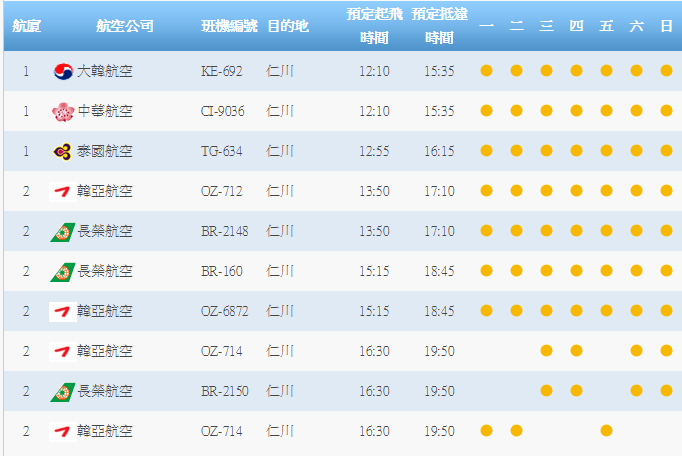 航廈 航空公司 班機編號 目的地 預定起飛時間 預定抵達時間 一 二 三 四 五 六 日
1 大韓航空 KE-692 仁川 12:10 15:35
1 中華航空 CI-9036 仁川 12:10 15:35
1 泰國航空 TG-634 仁川 12:55 16:15
2 韓亞航空 OZ-712 仁川 13:50 17:10
2 長榮航空 BR-2148 仁川 13:50 17:10
2 長榮航空 BR-160 仁川 15:15 18:45
2 韓亞航空 OZ-6872 仁川 15:15 18:45
2 韓亞航空 OZ-714 仁川 16:30 19:50
2 長榮航空 BR-2150 仁川 16:30 19:50
2 韓亞航空 OZ-714 仁川 16:30 19:50